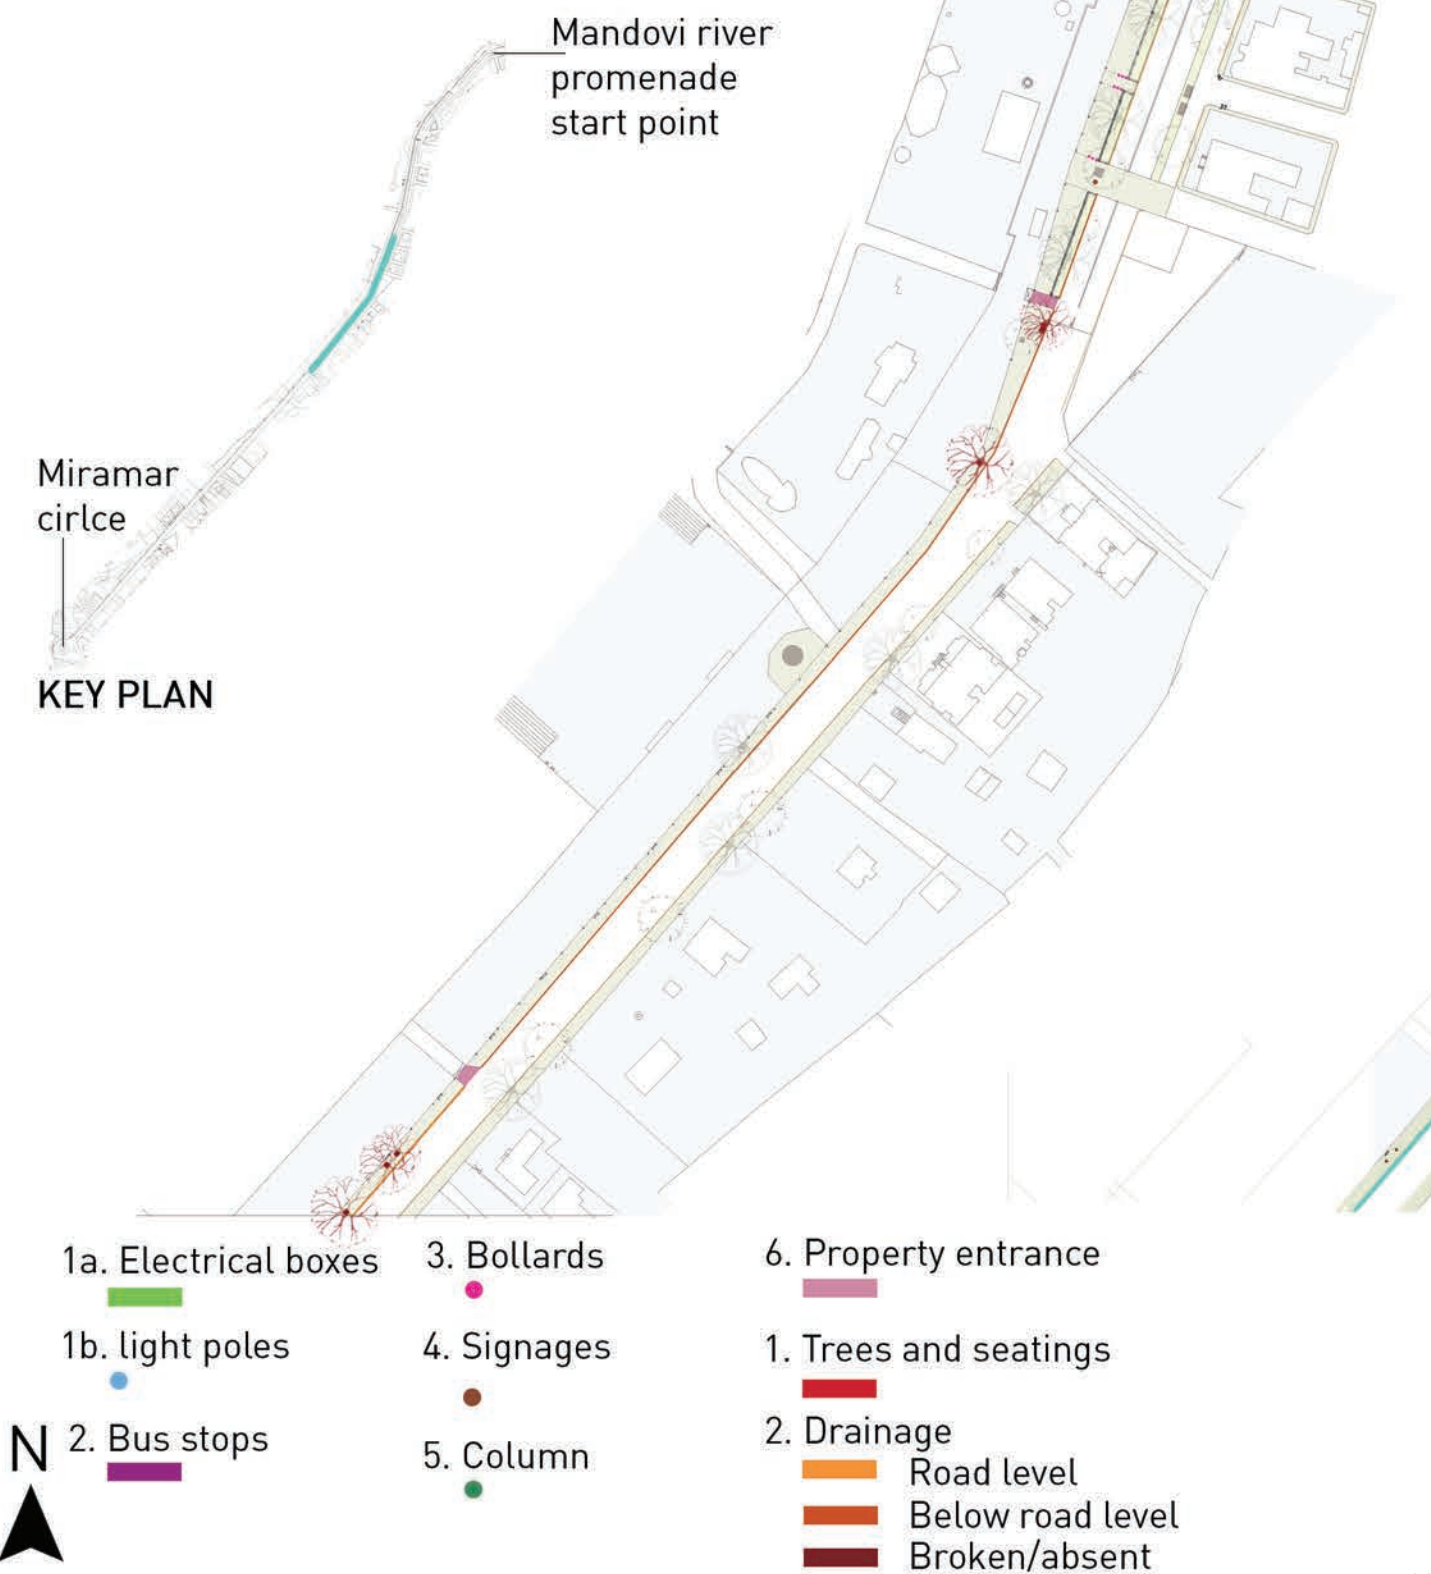 Mandovi river
promenade
start point
Miramar
cirlce
KEY PLAN
1a. Electrical boxes
1b. light poles
2. Bus stops
3. Bollards
4. Signages
5. Column
6. Property entrance
1. Trees and seatings
2. Drainage
Road level
Below road level
Broken/absent
N